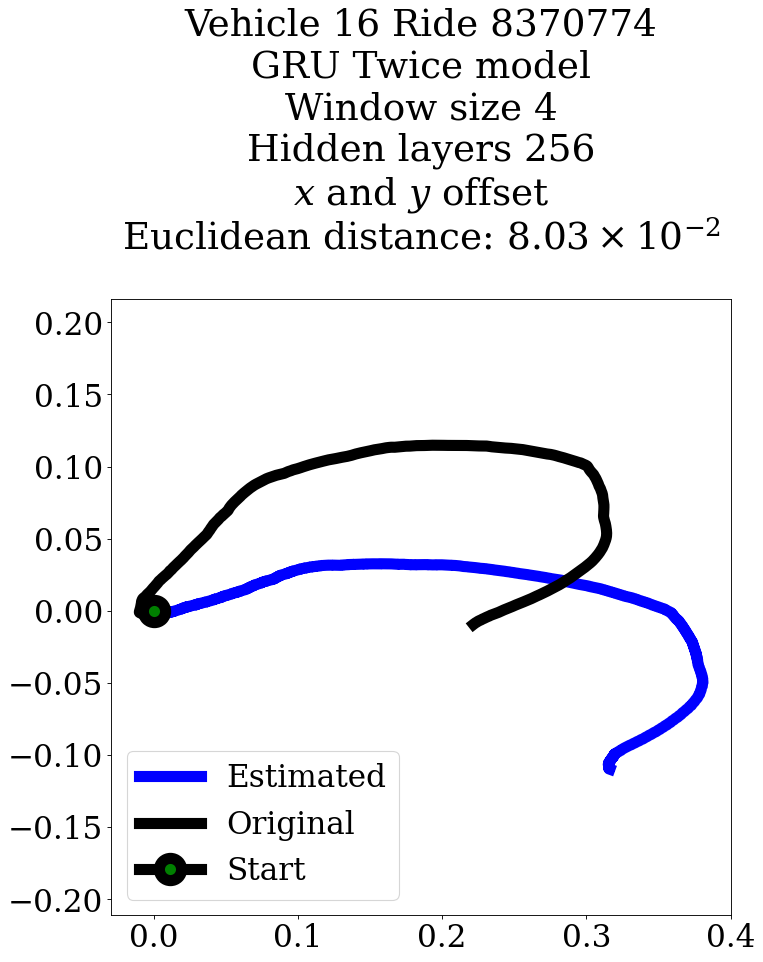 Vehicle 16 Ride 8370774
GRU Twice model
Window size 4
Hidden layers 256
x and y offset
Euclidean distance: 8.03 × 10⁻²
0.20
0.15
0.10
0.05
0.00
−0.05
−0.10
−0.15
−0.20
Estimated
Original
Start
0.0 0.1 0.2 0.3 0.4